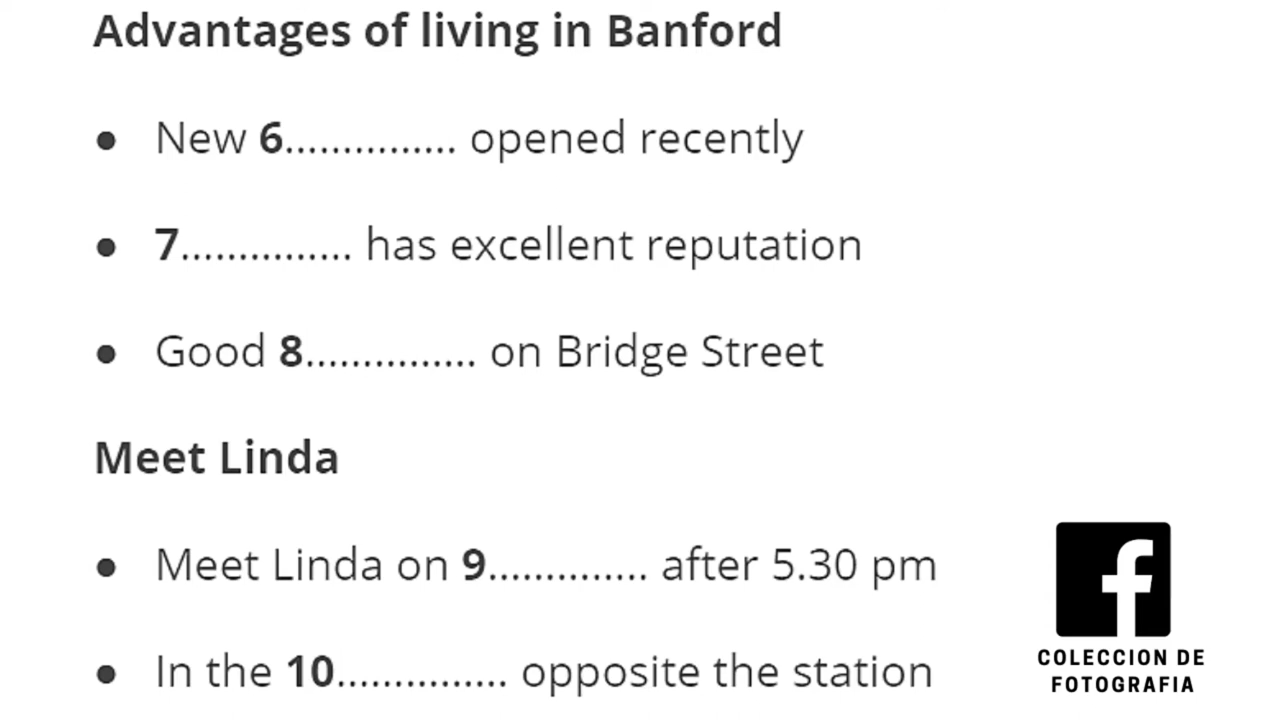 Advantages of living in Banford
● New 6............... opened recently
● 7............... has excellent reputation
● Good 8............... on Bridge Street
Meet Linda
● Meet Linda on 9.............. after 5.30 pm
● In the 10............... opposite the station
f
COLECCION DE
FOTOGRAFIA